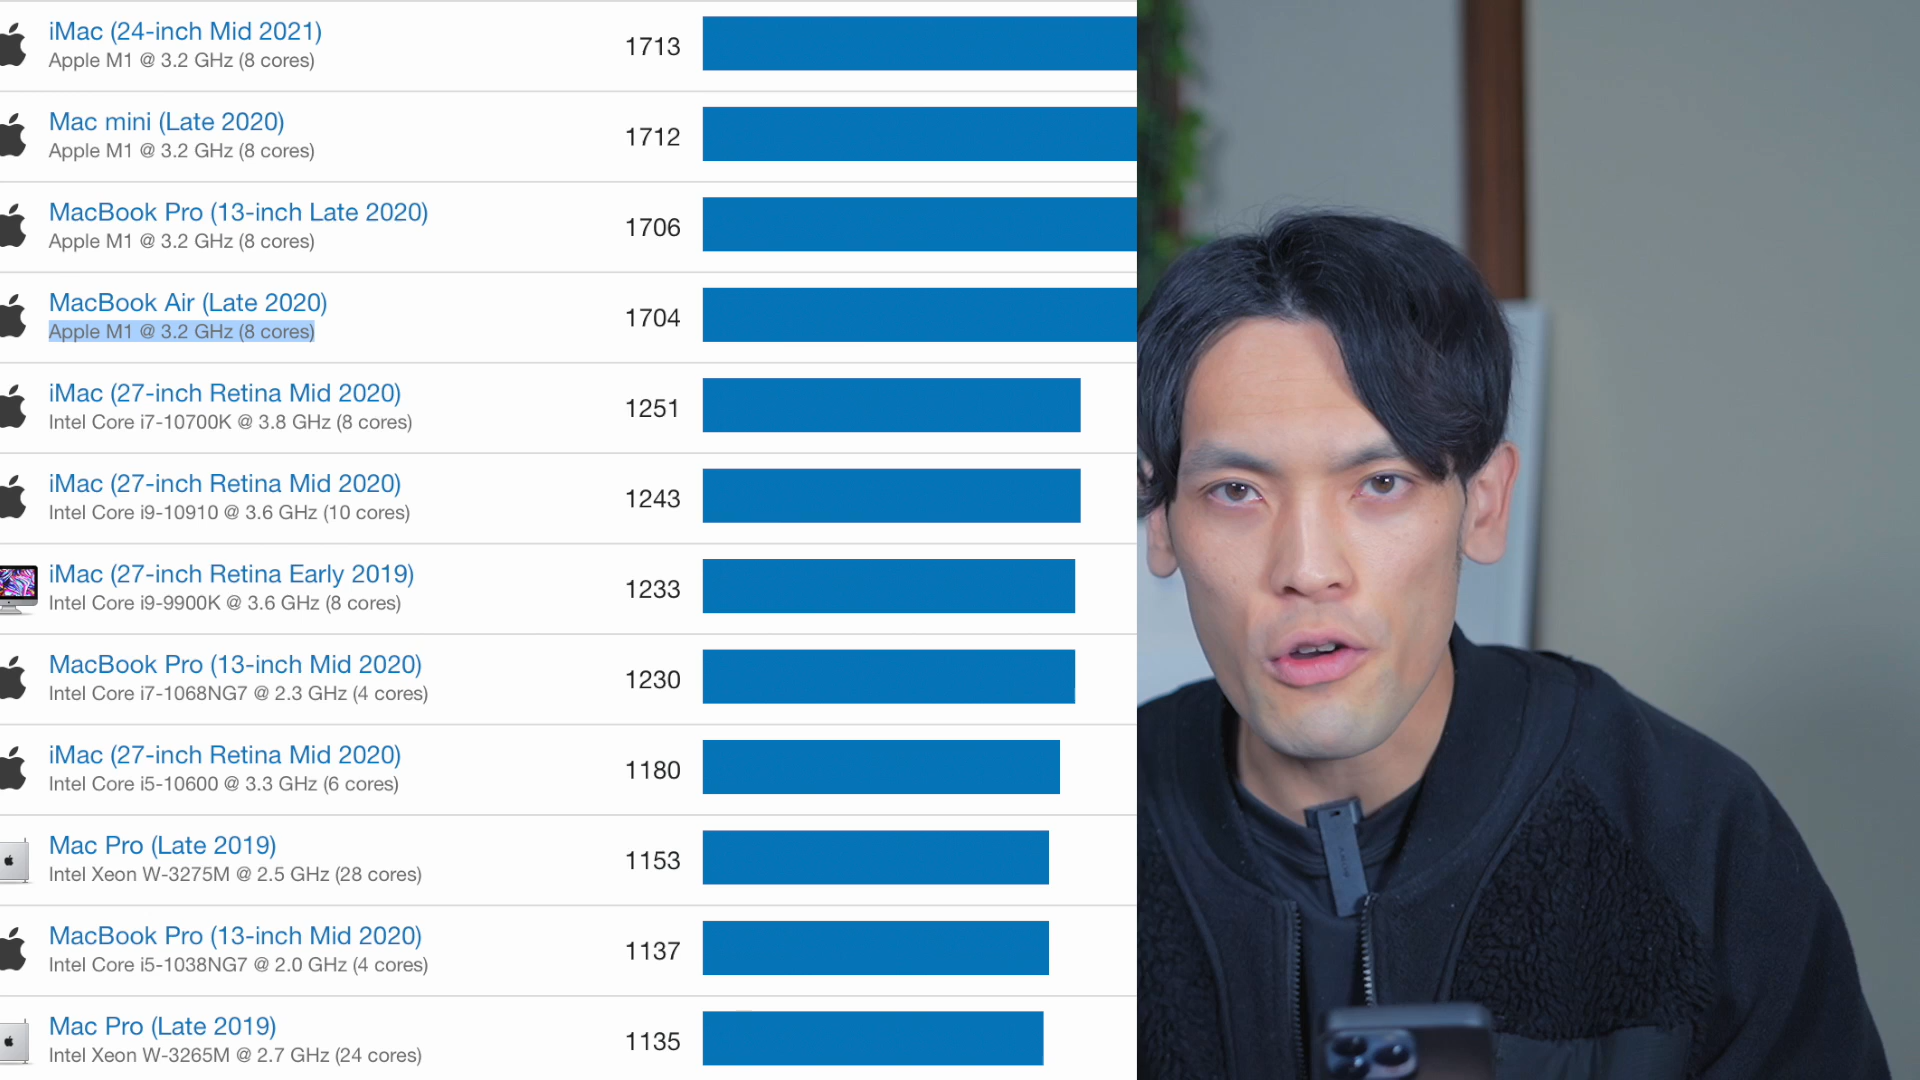 iMac (24-inch Mid 2021)
Apple M1 @ 3.2 GHz (8 cores)
1713
Mac mini (Late 2020)
Apple M1 @ 3.2 GHz (8 cores)
1712
MacBook Pro (13-inch Late 2020)
Apple M1 @ 3.2 GHz (8 cores)
1706
MacBook Air (Late 2020)
Apple M1 @ 3.2 GHz (8 cores)
1704
iMac (27-inch Retina Mid 2020)
Intel Core i7-10700K @ 3.8 GHz (8 cores)
1251
iMac (27-inch Retina Mid 2020)
Intel Core i9-10910 @ 3.6 GHz (10 cores)
1243
iMac (27-inch Retina Early 2019)
Intel Core i9-9900K @ 3.6 GHz (8 cores)
1233
MacBook Pro (13-inch Mid 2020)
Intel Core i7-1068NG7 @ 2.3 GHz (4 cores)
1230
iMac (27-inch Retina Mid 2020)
Intel Core i5-10600 @ 3.3 GHz (6 cores)
1180
Mac Pro (Late 2019)
Intel Xeon W-3275M @ 2.5 GHz (28 cores)
1153
MacBook Pro (13-inch Mid 2020)
Intel Core i5-1038NG7 @ 2.0 GHz (4 cores)
1137
Mac Pro (Late 2019)
Intel Xeon W-3265M @ 2.7 GHz (24 cores)
1135